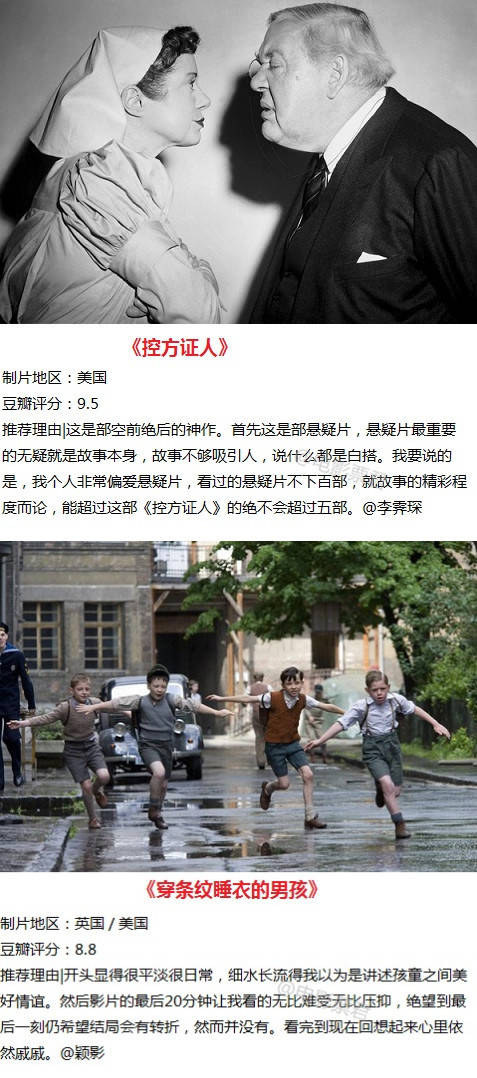 《控方证人》
制片地区：美国
豆瓣评分：9.5
推荐理由|这是部空前绝后的神作。首先这是部悬疑片，悬疑片最重要
的无疑就是故事本身，故事不够吸引人，说什么都是白搭。我要说的
是，我个人非常偏爱悬疑片，看过的悬疑片不下百部，就故事的精彩程
度而论，能超过这部《控方证人》的绝不会超过五部。@李霁琛
《穿条纹睡衣的男孩》
制片地区：英国 / 美国
豆瓣评分：8.8
推荐理由|开头显得很平淡很日常，细水长流得我以为是讲述孩童之间美
好情谊。然后影片的最后20分钟让我看的无比难受无比压抑，绝望到最
后一刻仍希望结局会有转折，然而并没有。看完到现在回想起来心里依
然戚戚。@颖影